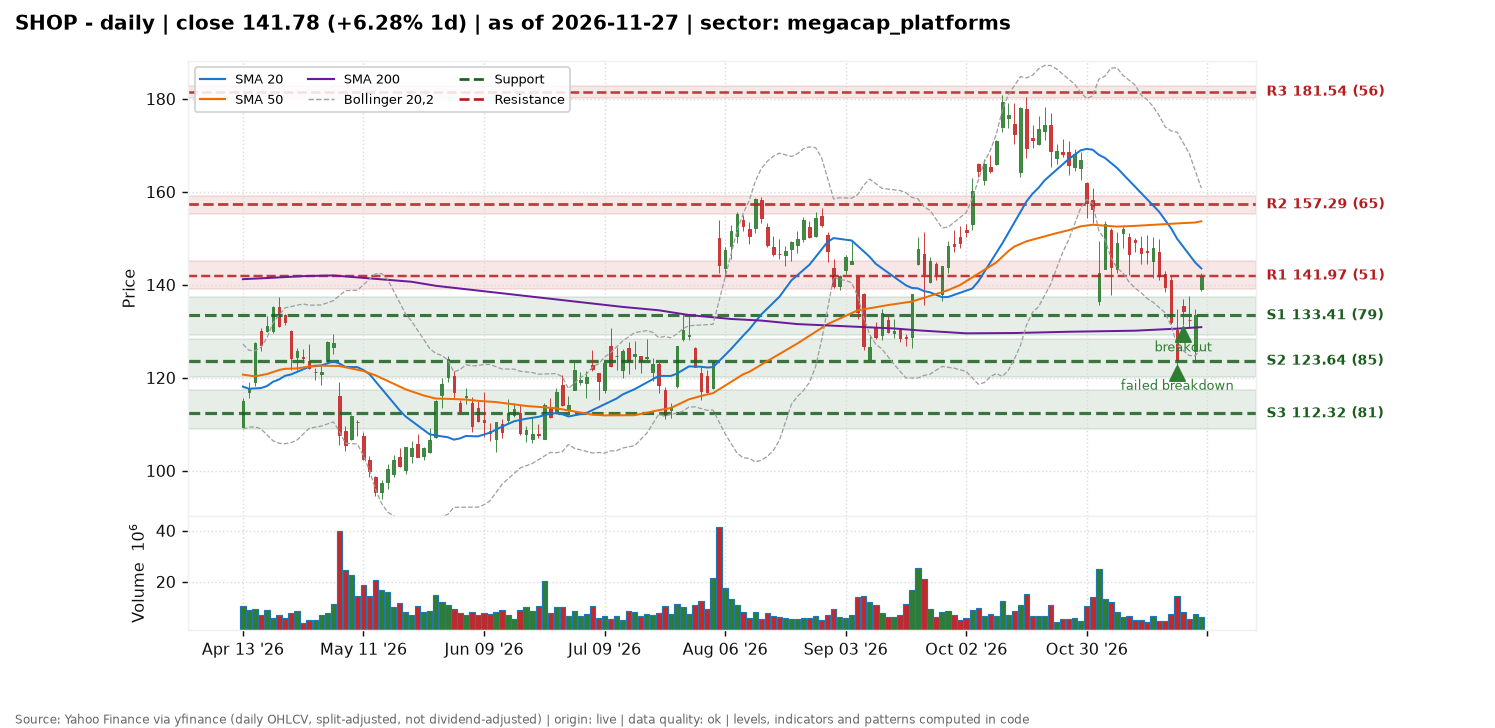 SHOP - daily | close 141.78 (+6.28% 1d) | as of 2026-11-27 | sector: megacap_platforms
SMA 20
SMA 50
SMA 200
Bollinger 20,2
Support
Resistance
Price
180
160
140
120
100
R3 181.54 (56)
R2 157.29 (65)
R1 141.97 (51)
S1 133.41 (79)
S2 123.64 (85)
S3 112.32 (81)
breakout
failed breakdown
Volume 10⁶
40
20
Apr 13 '26
May 11 '26
Jun 09 '26
Jul 09 '26
Aug 06 '26
Sep 03 '26
Oct 02 '26
Oct 30 '26
Source: Yahoo Finance via yfinance (daily OHLCV, split-adjusted, not dividend-adjusted) | origin: live | data quality: ok | levels, indicators and patterns computed in code